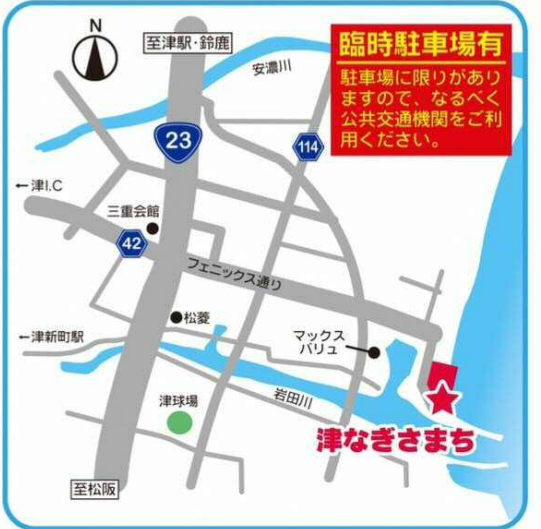 N
至津駅・鈴鹿
安濃川
臨時駐車場有
駐車場に限りがあり
ますので、なるべく
公共交通機関をご利
用ください。
23
114
←津I.C
三重会館
42
フェニックス通り
松菱
←津新町駅
マックス
バリュ
津球場
岩田川
津なぎさまち
至松阪